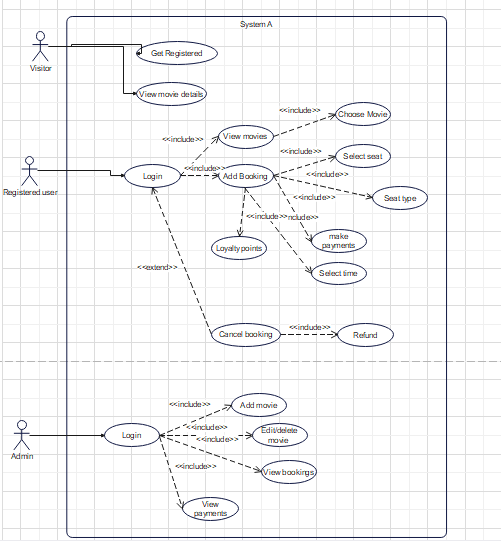 System A
Get Registered
Visitor
View movie details
<<include>>
Choose Movie
<<include>>
View movies
<<include>>
Select seat
<<include>>
Login
Add Booking
<<include>>
Registered user
Seat type
<<include>>
nclude>>
make
payments
Loyalty points
<<extend>>
Select time
Cancel booking
<<include>>
Refund
<<include>>
Add movie
Login
<<include>>
Edit/delete
movie
<<include>>
Admin
<<include>>
View bookings
View
payments